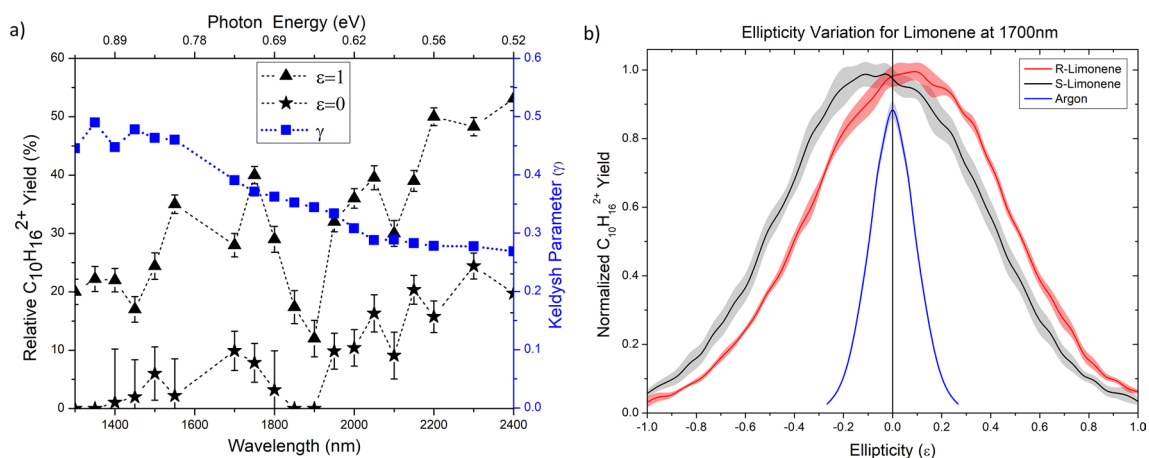 a)
Photon Energy (eV)
0.89 0.78 0.69 0.62 0.56 0.52
60
50
40
30
20
10
0
Relative C₁₀H₁₆²⁺ Yield (%)
ε=1
ε=0
γ
0.6
0.5
0.4
0.3
0.2
0.1
0.0
Keldysh Parameter (γ)
1400 1600 1800 2000 2200 2400
Wavelength (nm)
b)
Ellipticity Variation for Limonene at 1700nm
1.0
0.8
0.6
0.4
0.2
0.0
Normalized C₁₀H₁₆²⁺ Yield
R-Limonene
S-Limonene
Argon
-1.0 -0.8 -0.6 -0.4 -0.2 0.0 0.2 0.4 0.6 0.8 1.0
Ellipticity (ε)